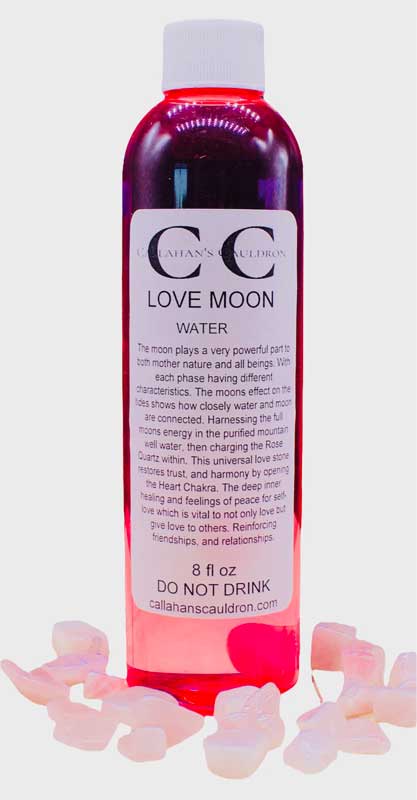 C C
CALLAHAN'S CAULDRON
LOVE MOON
WATER
The moon plays a very powerful part to
both mother nature and all beings. With
each phase having different
characteristics. The moons effect on the
tides shows how closely water and moon
are connected. Harnessing the full
moons energy in the purified mountain
well water, then charging the Rose
Quartz within. This universal love stone
restores trust, and harmony by opening
the Heart Chakra. The deep inner
healing and feelings of peace for self-
love which is vital to not only love but
give love to others. Reinforcing
friendships, and relationships.
8 fl oz
DO NOT DRINK
callahanscauldron.com